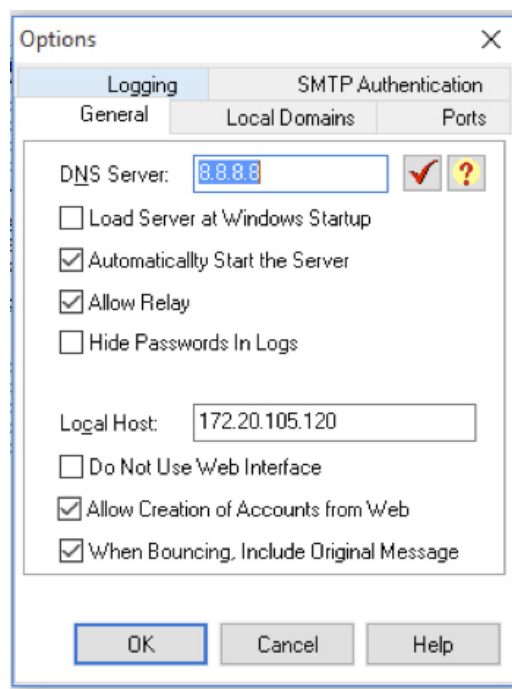 Options
Logging SMTP Authentication
General Local Domains Ports
DNS Server: 8.8.8.8 ?
Load Server at Windows Startup
Automaticallty Start the Server
Allow Relay
Hide Passwords In Logs
Local Host: 172.20.105.120
Do Not Use Web Interface
Allow Creation of Accounts from Web
When Bouncing, Include Original Message
OK Cancel Help